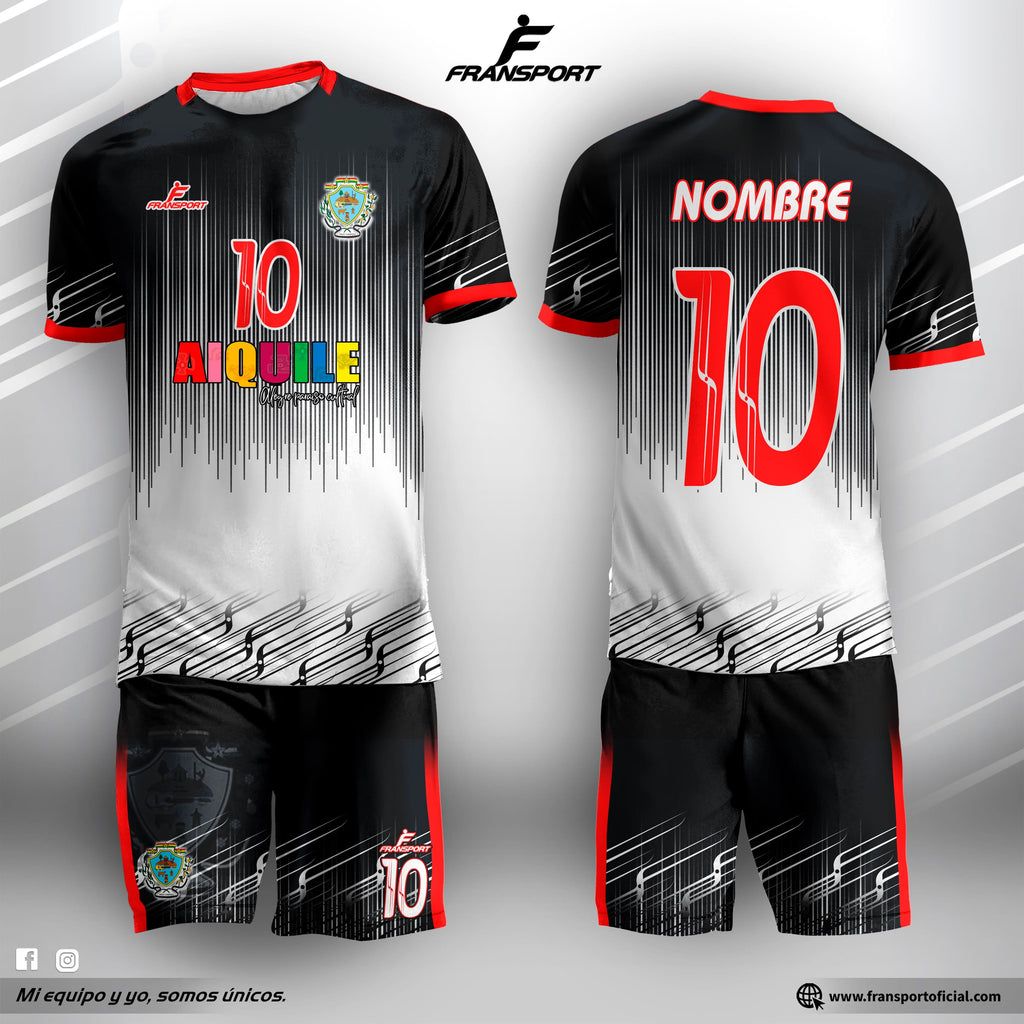 FRANSPORT
FRANSPORT
10
AIQUILE
NOMBRE
10
FRANSPORT
10
Mi equipo y yo, somos únicos.
www.fransportoficial.com